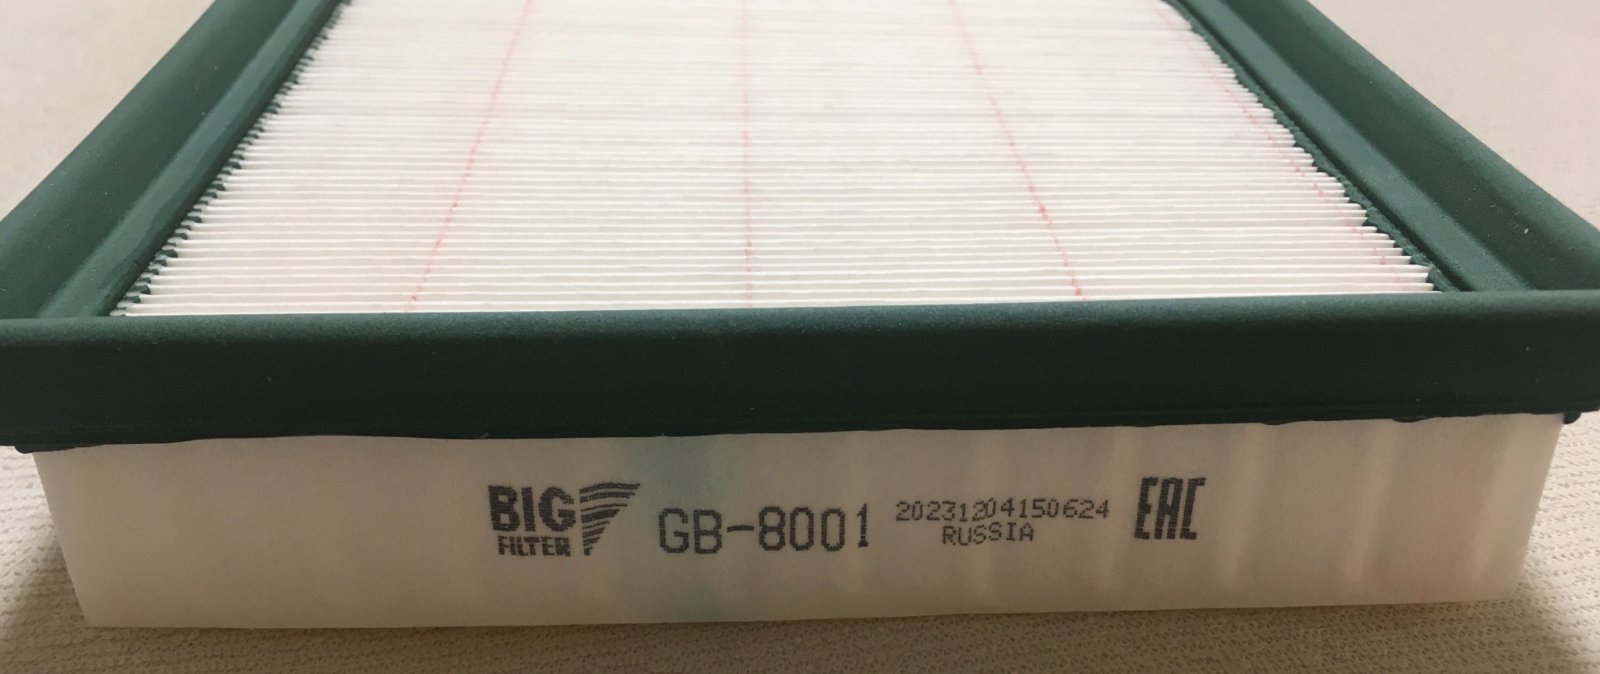 BIG
FILTER
GB-8001
20231204150624
RUSSIA
EAC